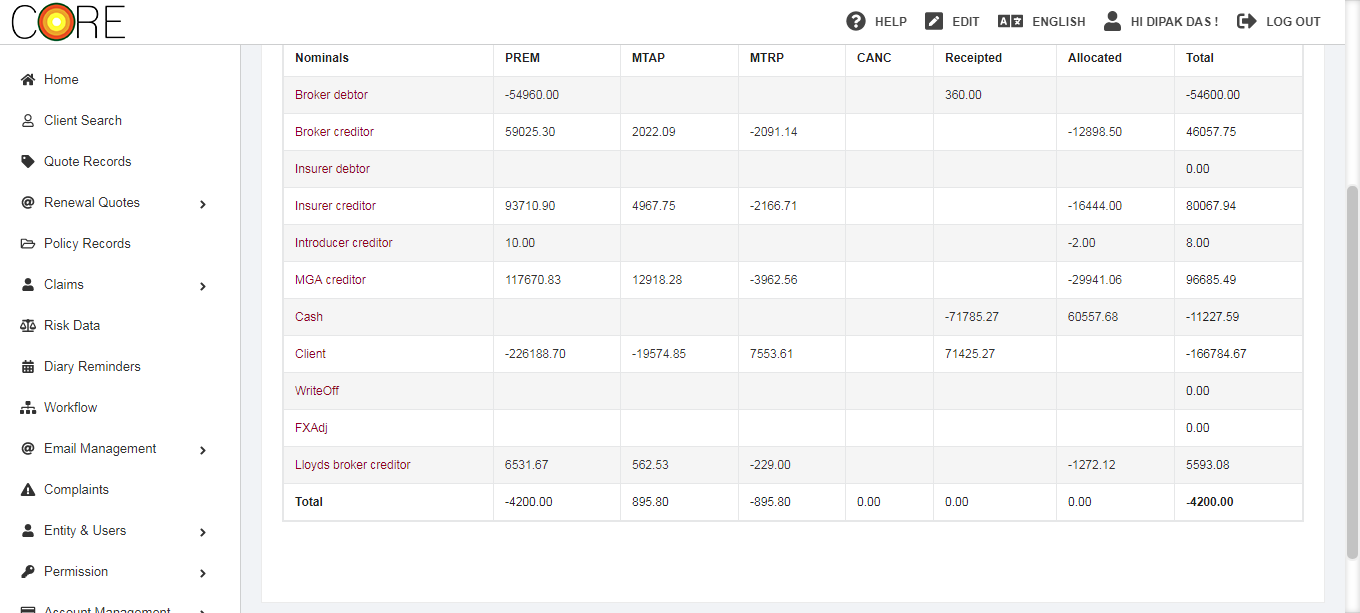 CORE
HELP EDIT ENGLISH HI DIPAK DAS ! LOG OUT
Home
Client Search
Quote Records
Renewal Quotes
Policy Records
Claims
Risk Data
Diary Reminders
Workflow
Email Management
Complaints
Entity & Users
Permission
Account Management
Nominals PREM MTAP MTRP CANC Receipted Allocated Total
Broker debtor -54960.00 360.00 -54600.00
Broker creditor 59025.30 2022.09 -2091.14 -12898.50 46057.75
Insurer debtor 0.00
Insurer creditor 93710.90 4967.75 -2166.71 -16444.00 80067.94
Introducer creditor 10.00 -2.00 8.00
MGA creditor 117670.83 12918.28 -3962.56 -29941.06 96685.49
Cash -71785.27 60557.68 -11227.59
Client -226188.70 -19574.85 7553.61 71425.27 -166784.67
WriteOff 0.00
FXAdj 0.00
Lloyds broker creditor 6531.67 562.53 -229.00 -1272.12 5593.08
Total -4200.00 895.80 -895.80 0.00 0.00 0.00 -4200.00